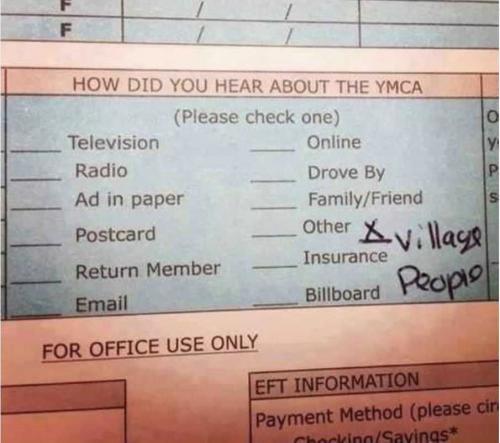 F / /
F / /
HOW DID YOU HEAR ABOUT THE YMCA
(Please check one)
Television Online
Radio Drove By
Ad in paper Family/Friend
Postcard Other X Village
Return Member Insurance People
Email Billboard
FOR OFFICE USE ONLY
EFT INFORMATION
Payment Method (please cir
Checking/Savings*